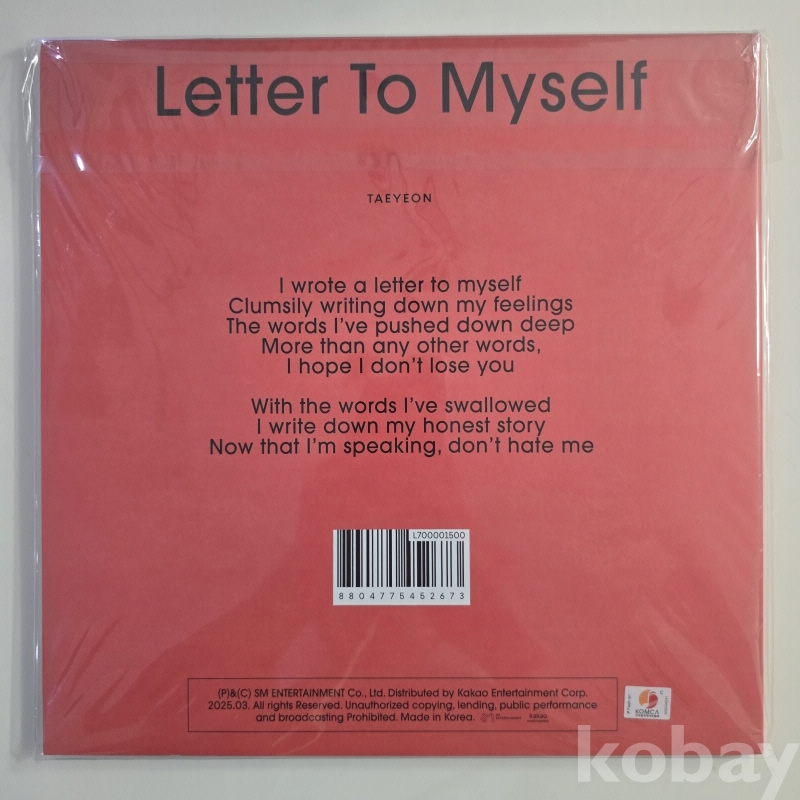 Letter To Myself
TAEYEON
I wrote a letter to myself
Clumsily writing down my feelings
The words I've pushed down deep
More than any other words,
I hope I don't lose you
With the words I've swallowed
I write down my honest story
Now that I'm speaking, don't hate me
L700001500
8804775452673
(P)&(C) SM ENTERTAINMENT Co., Ltd. Distributed by Kakao Entertainment Corp.
2025.03. All rights Reserved. Unauthorized copying, lending, public performance
and broadcasting Prohibited. Made in Korea.
KOMCA
kobay